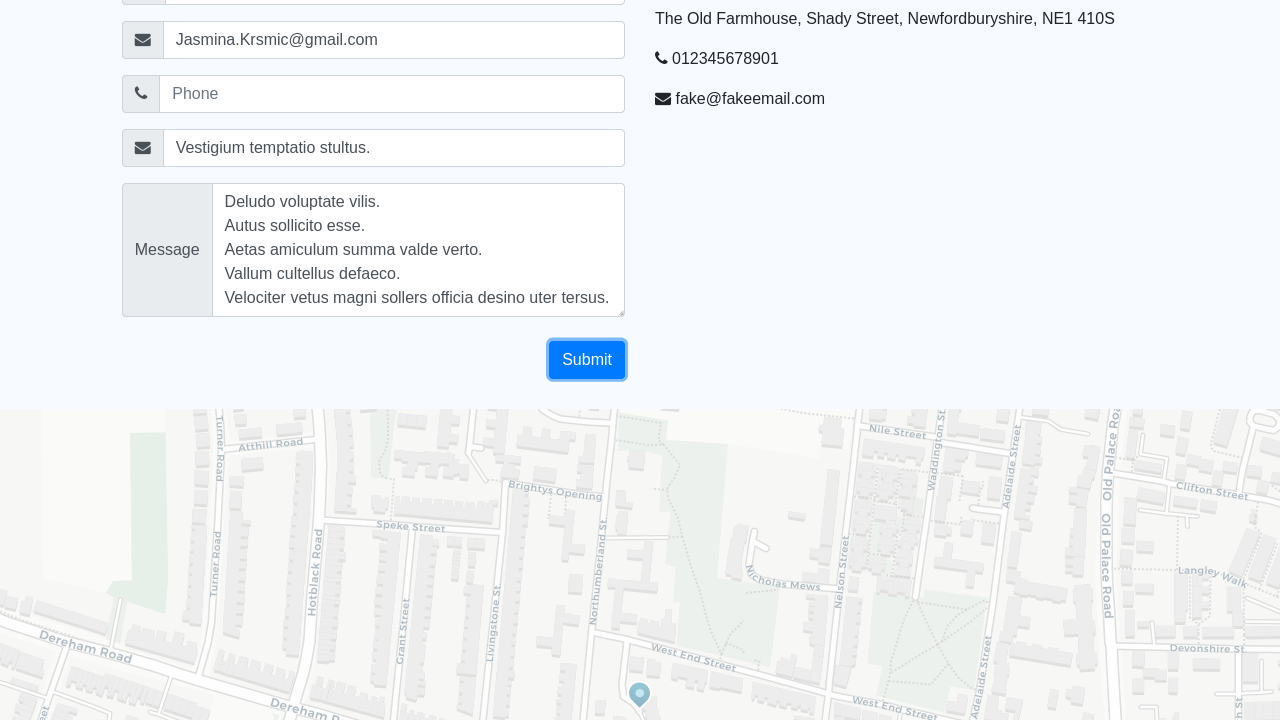 Jasmina.Krsmic@gmail.com
Phone
Vestigium temptatio stultus.
Message
Deludo voluptate vilis.
Autus sollicito esse.
Aetas amiculum summa valde verto.
Vallum cultellus defaeco.
Velociter vetus magni sollers officia desino uter tersus.
Submit
The Old Farmhouse, Shady Street, Newfordburyshire, NE1 410S
012345678901
fake@fakeemail.com
Turner Road
Atthill Road
Nile Street
Waddington St
Adelaide Street
Old Palace Road
Brightys Opening
Clifton Street
Speke Street
Northumberland St
Old Palace Road
Turner Road
Hotblack Road
Nelson Street
Nicholas Mews
Langley Walk
Grant Street
Livingstone St
Dereham Road
West End Street
Adelaide Street
Devonshire St
West End Street
Dereham R